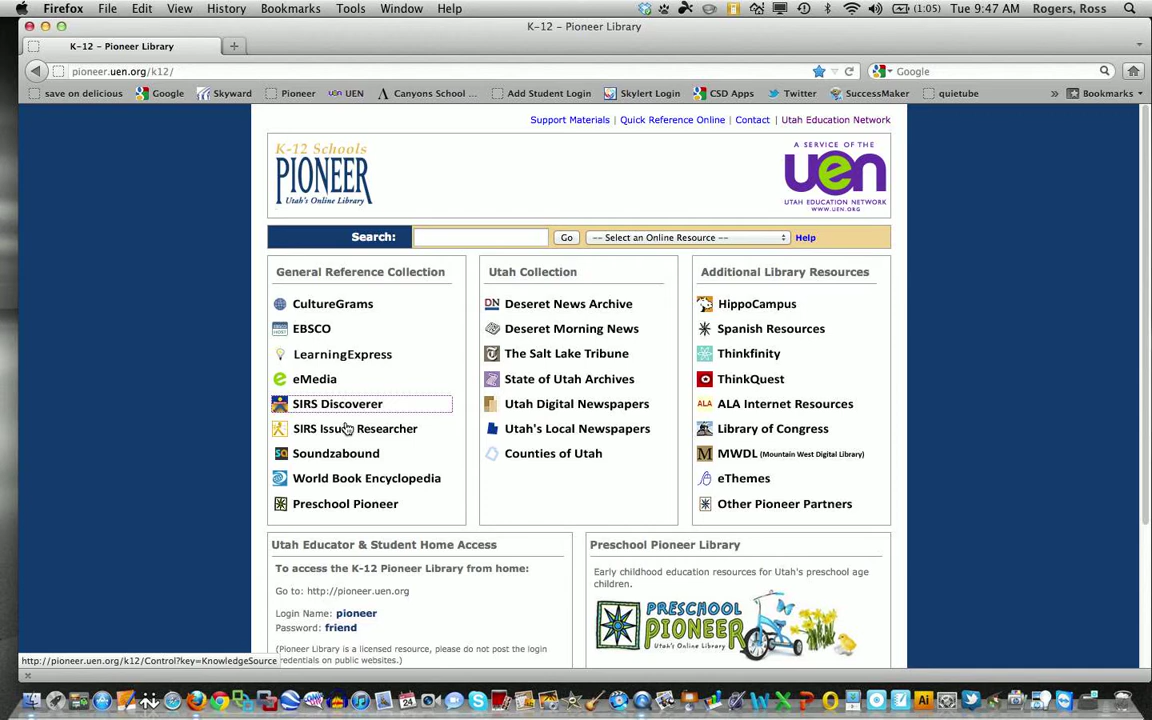 Firefox File Edit View History Bookmarks Tools Window Help (1:05) Tue 9:47 AM Rogers, Ross
K-12 - Pioneer Library
K-12 - Pioneer Library
pioneer.uen.org/k12/ Google
save on delicious Google Skyward Pioneer UEN Canyons School ... Add Student Login Skylert Login CSD Apps Twitter SuccessMaker quietube » Bookmarks
Support Materials Quick Reference Online Contact Utah Education Network
K-12 Schools
PIONEER
Utah's Online Library
A SERVICE OF THE
uen
UTAH EDUCATION NETWORK
WWW.UEN.ORG
Search: Go -- Select an Online Resource -- Help
General Reference Collection
CultureGrams
EBSCO
LearningExpress
eMedia
SIRS Discoverer
SIRS Issues Researcher
Soundzabound
World Book Encyclopedia
Preschool Pioneer
Utah Collection
DN Deseret News Archive
Deseret Morning News
The Salt Lake Tribune
State of Utah Archives
Utah Digital Newspapers
Utah's Local Newspapers
Counties of Utah
Additional Library Resources
HippoCampus
Spanish Resources
Thinkfinity
ThinkQuest
ALA ALA Internet Resources
Library of Congress
M MWDL (Mountain West Digital Library)
eThemes
Other Pioneer Partners
Utah Educator & Student Home Access
To access the K-12 Pioneer Library from home:
Go to: http://pioneer.uen.org
Login Name: pioneer
Password: friend
(Pioneer Library is a licensed resource, please do not post the login
credentials on public websites.)
Preschool Pioneer Library
Early childhood education resources for Utah's preschool age
children.
PRESCHOOL
PIONEER
Utah's Online Library
http://pioneer.uen.org/k12/Control?key=KnowledgeSource